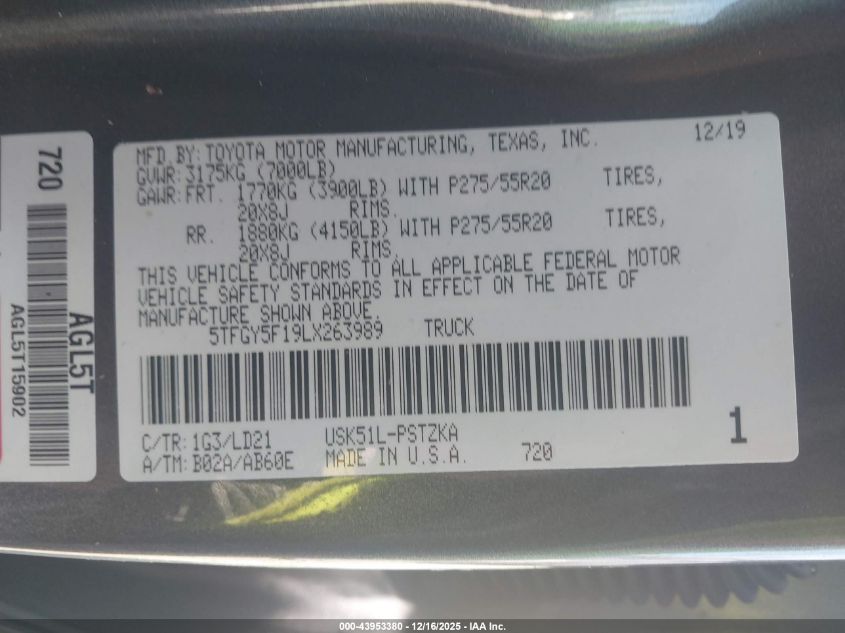 MFD.BY: TOYOTA MOTOR MANUFACTURING, TEXAS, INC. 12/19
GVWR: 3175KG (7000LB)
GAWR: FRT. 1770KG (3900LB) WITH P275/55R20 TIRES,
20X8J RIMS.
RR. 1880KG (4150LB) WITH P275/55R20 TIRES,
20X8J RIMS.
THIS VEHICLE CONFORMS TO ALL APPLICABLE FEDERAL MOTOR
VEHICLE SAFETY STANDARDS IN EFFECT ON THE DATE OF
MANUFACTURE SHOWN ABOVE.
5TFGY5F19LX263989 TRUCK
C/TR: 1G3/LD21 USK51L-PSTZKA 1
A/TM: B02A/AB60E MADE IN U.S.A. 720
720
AGL5T
AGL5T15902
000-43953380 - 12/16/2025 - IAA Inc.